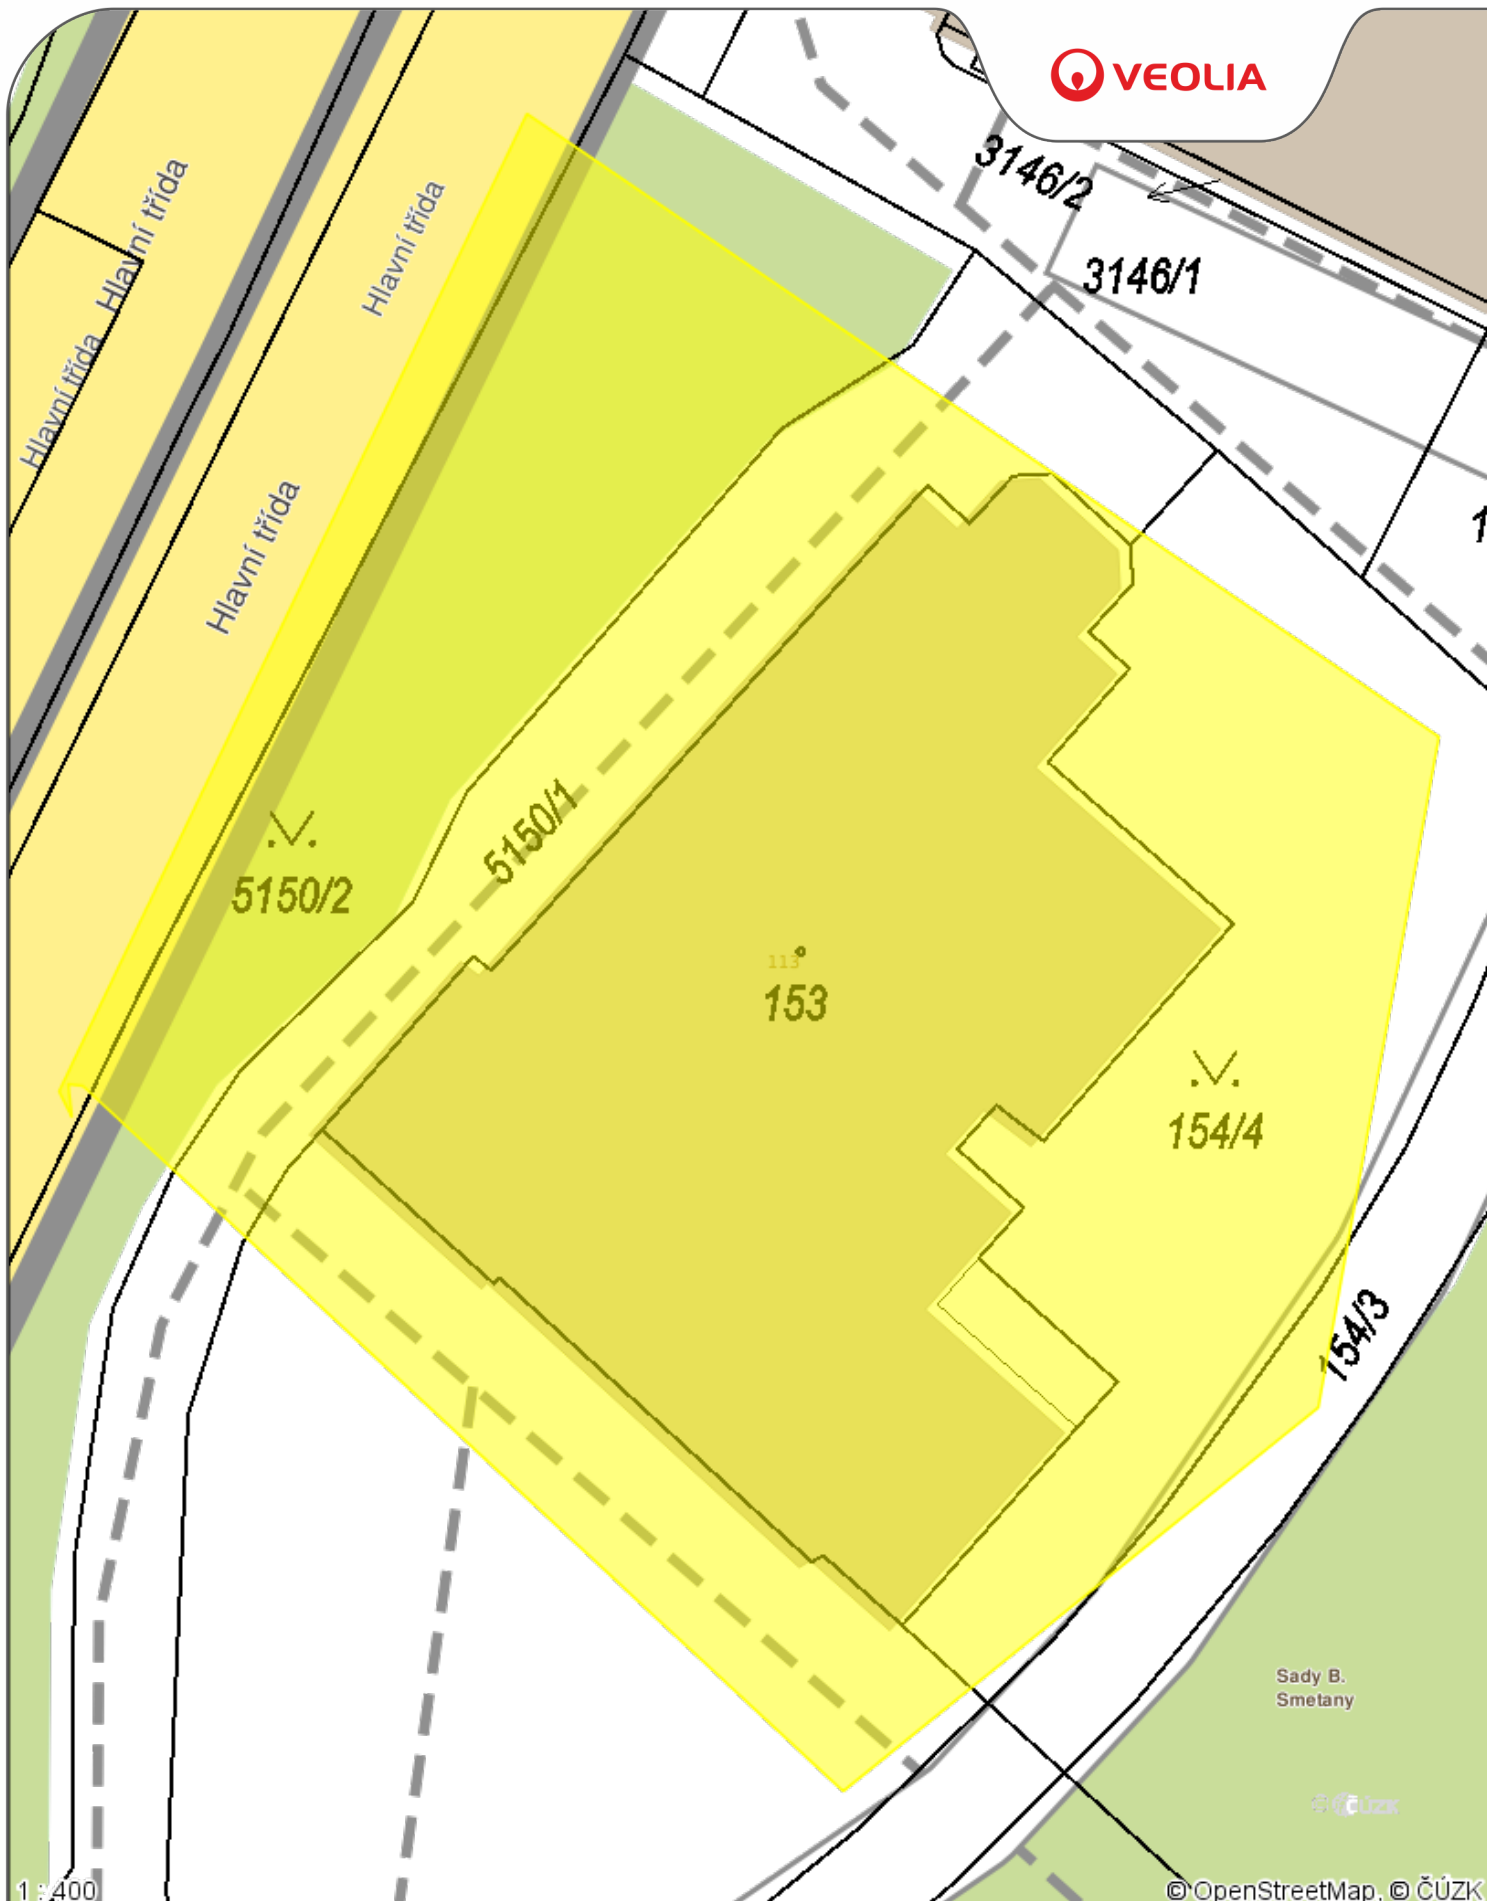 VEOLIA
3146/2
Hlavní třída
Hlavní třída
3146/1
Hlavní třída
Hlavní třída
5150/1
5150/2
113
153
154/4
154/3
Sady B.
Smetany
1 : 400
© OpenStreetMap, © ČÚZK